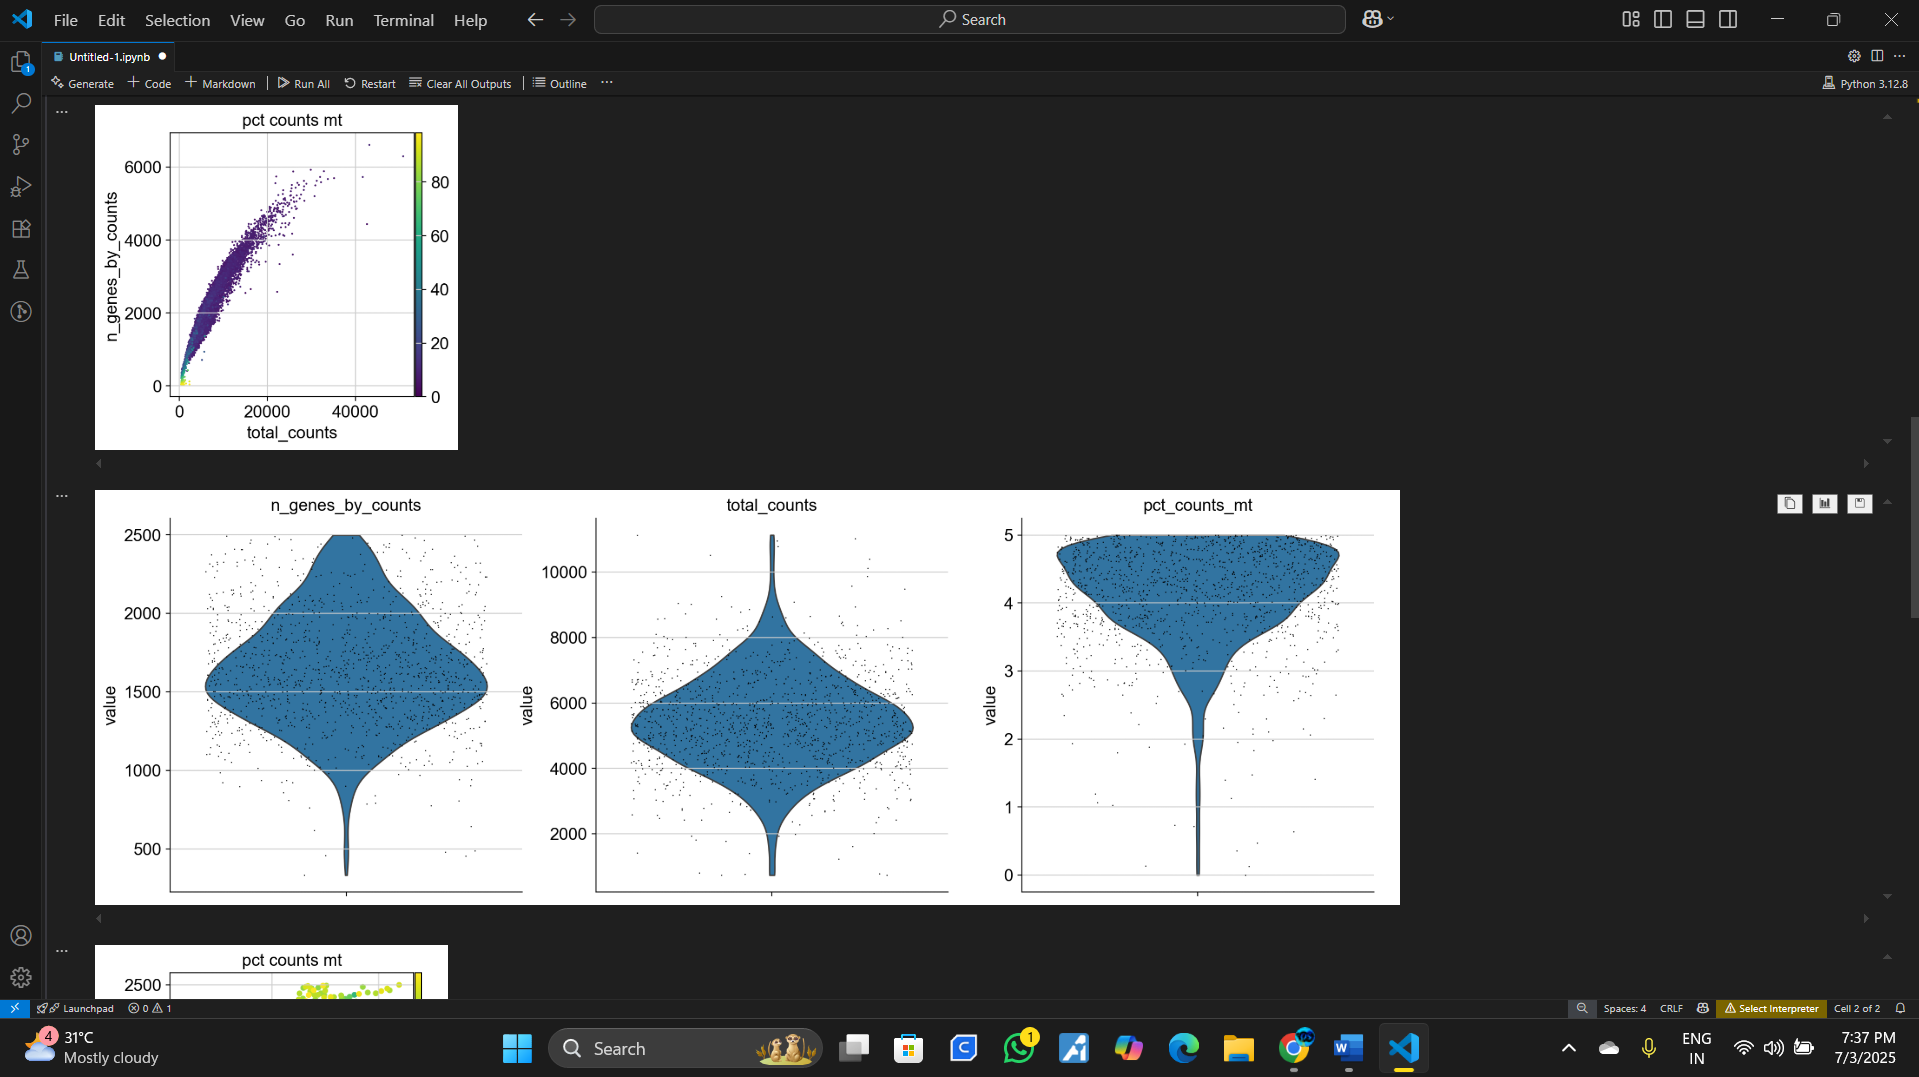 File Edit Selection View Go Run Terminal Help
Search
Untitled-1.ipynb
Generate + Code + Markdown Run All Restart Clear All Outputs Outline ...
Python 3.12.8
1
pct counts mt
n_genes_by_counts
6000
4000
2000
0
0 20000 40000
total_counts
80
60
40
20
0
n_genes_by_counts
value
2500
2000
1500
1000
500
total_counts
value
10000
8000
6000
4000
2000
pct_counts_mt
value
5
4
3
2
1
0
pct counts mt
2500
Launchpad 0 1
Spaces: 4 CRLF Select Interpreter Cell 2 of 2
4
31°C
Mostly cloudy
Search
1
W
ENG
IN
7:37 PM
7/3/2025